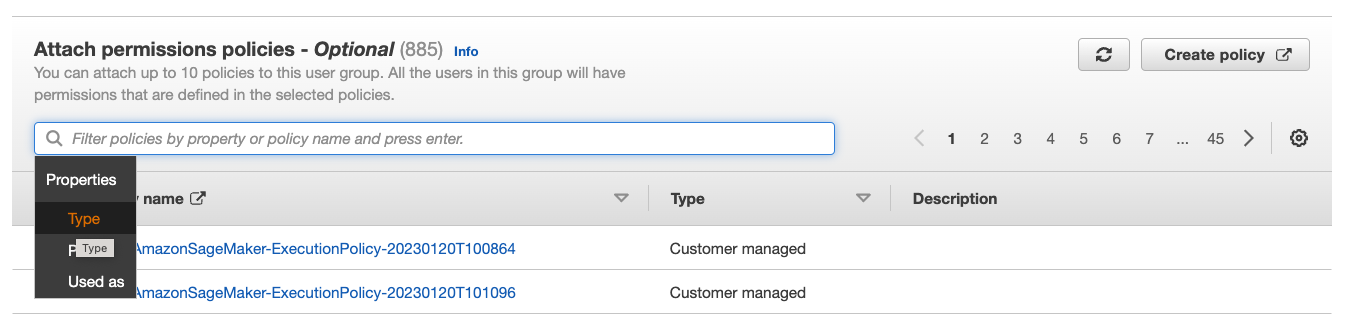 Attach permissions policies - Optional (885) Info
Create policy
You can attach up to 10 policies to this user group. All the users in this group will have
permissions that are defined in the selected policies.
Filter policies by property or policy name and press enter.
1 2 3 4 5 6 7 ... 45
Properties
name
Type
Description
Type
Type
AmazonSageMaker-ExecutionPolicy-20230120T100864
Customer managed
Used as
AmazonSageMaker-ExecutionPolicy-20230120T101096
Customer managed